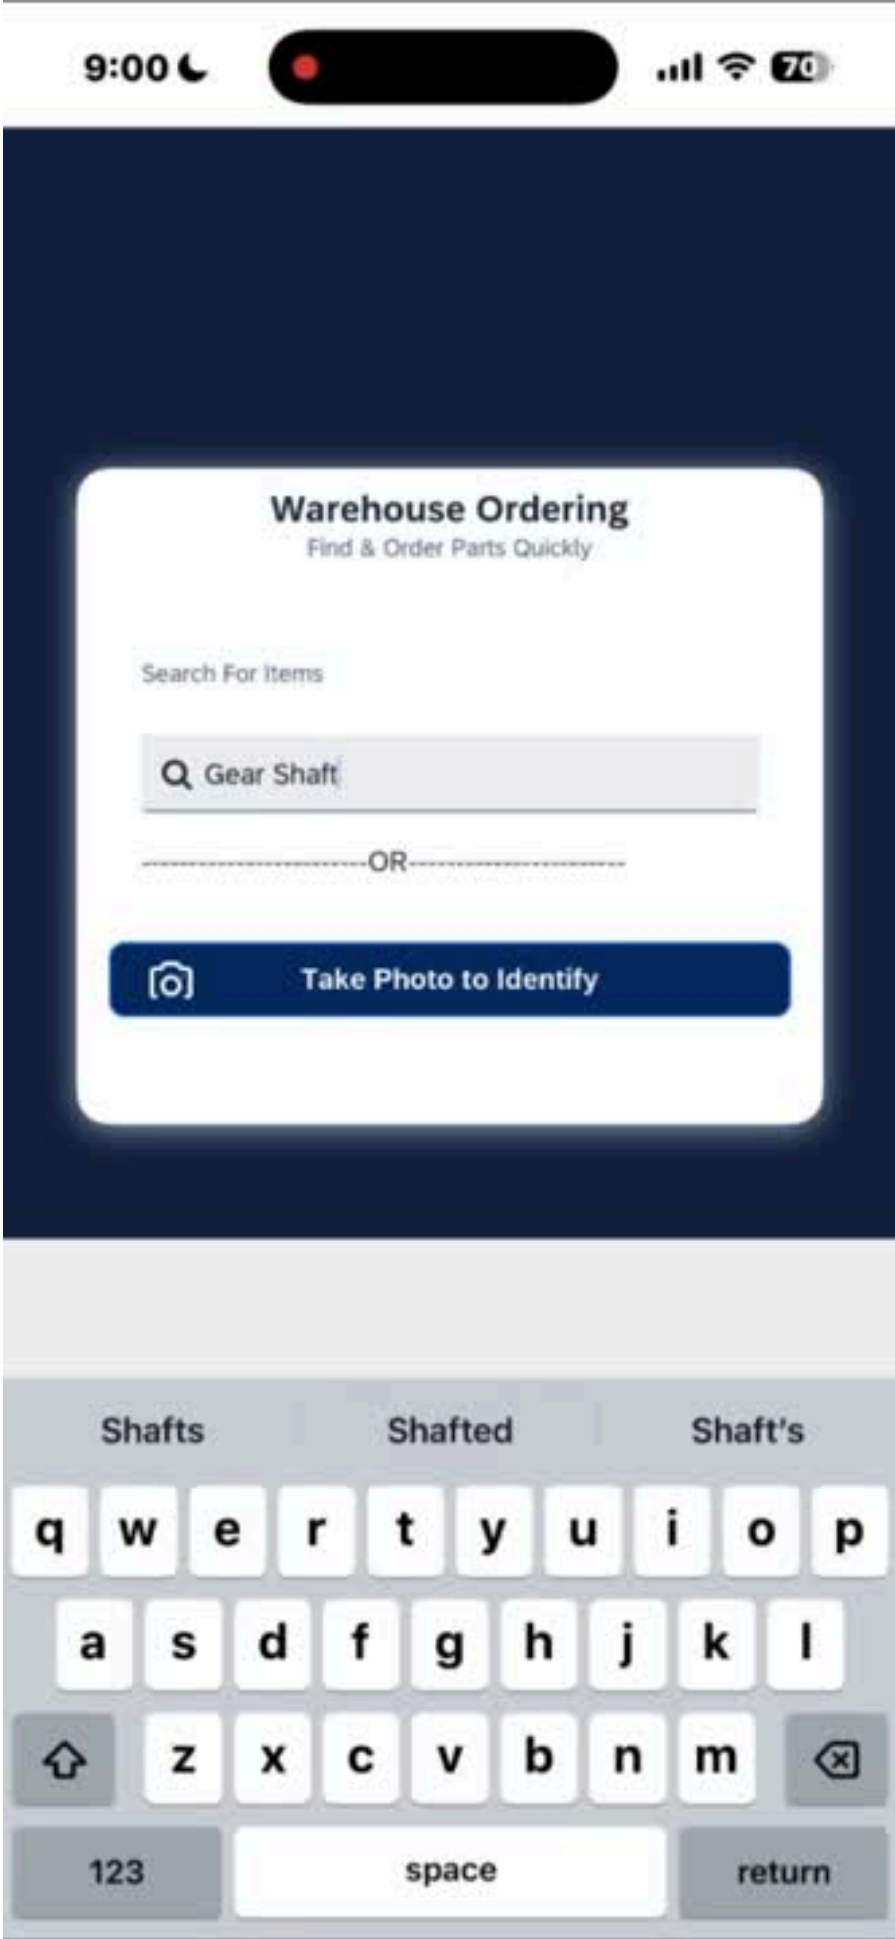 9:00 70
Warehouse Ordering
Find & Order Parts Quickly
Search For Items
Gear Shaft
------------------------OR-----------------------
Take Photo to Identify
Shafts Shafted Shaft's
q w e r t y u i o p
a s d f g h j k l
z x c v b n m
123 space return